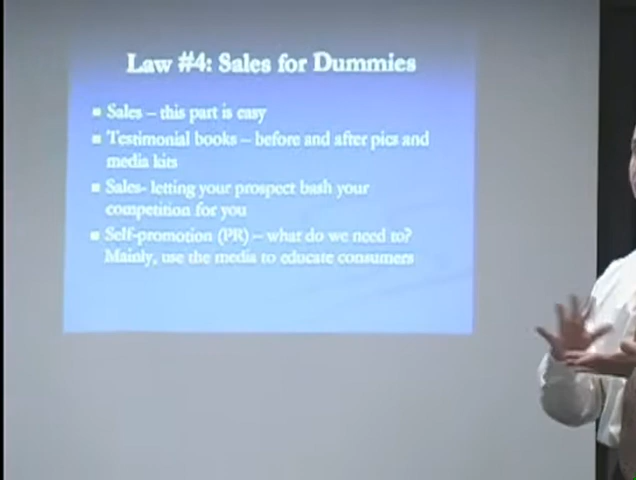 Law #4: Sales for Dummies
Sales – this part is easy
Testimonial books – before and after pics and
media kits
Sales- letting your prospect bash your
competition for you
Self-promotion (PR) – what do we need to?
Mainly, use the media to educate consumers